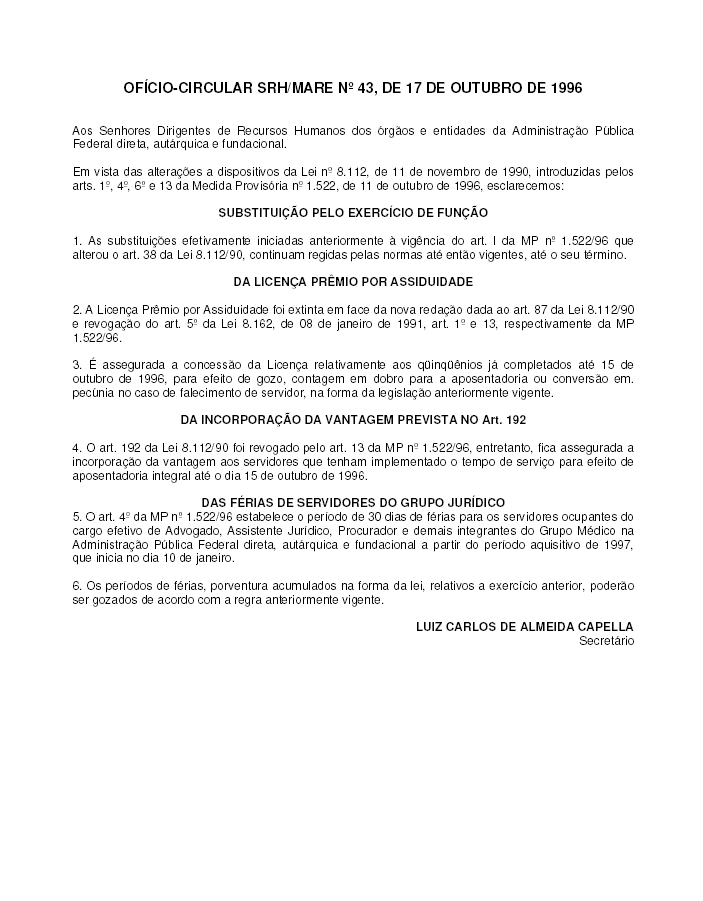 OFÍCIO-CIRCULAR SRH/MARE Nº 43, DE 17 DE OUTUBRO DE 1996
Aos Senhores Dirigentes de Recursos Humanos dos órgãos e entidades da Administração Pública
Federal direta, autárquica e fundacional.
Em vista das alterações a dispositivos da Lei nº 8.112, de 11 de novembro de 1990, introduzidas pelos
arts. 1º, 4º, 6º e 13 da Medida Provisória nº 1.522, de 11 de outubro de 1996, esclarecemos:
SUBSTITUIÇÃO PELO EXERCÍCIO DE FUNÇÃO
1. As substituições efetivamente iniciadas anteriormente à vigência do art. I da MP nº 1.522/96 que
alterou o art. 38 da Lei 8.112/90, continuam regidas pelas normas até então vigentes, até o seu término.
DA LICENÇA PRÊMIO POR ASSIDUIDADE
2. A Licença Prêmio por Assiduidade foi extinta em face da nova redação dada ao art. 87 da Lei 8.112/90
e revogação do art. 5º da Lei 8.162, de 08 de janeiro de 1991, art. 1º e 13, respectivamente da MP
1.522/96.
3. É assegurada a concessão da Licença relativamente aos qüinqüênios já completados até 15 de
outubro de 1996, para efeito de gozo, contagem em dobro para a aposentadoria ou conversão em.
pecúnia no caso de falecimento de servidor, na forma da legislação anteriormente vigente.
DA INCORPORAÇÃO DA VANTAGEM PREVISTA NO Art. 192
4. O art. 192 da Lei 8.112/90 foi revogado pelo art. 13 da MP nº 1.522/96, entretanto, fica assegurada a
incorporação da vantagem aos servidores que tenham implementado o tempo de serviço para efeito de
aposentadoria integral até o dia 15 de outubro de 1996.
DAS FÉRIAS DE SERVIDORES DO GRUPO JURÍDICO
5. O art. 4º da MP nº 1.522/96 estabelece o período de 30 dias de férias para os servidores ocupantes do
cargo efetivo de Advogado, Assistente Jurídico, Procurador e demais integrantes do Grupo Médico na
Administração Pública Federal direta, autárquica e fundacional a partir do período aquisitivo de 1997,
que inicia no dia 10 de janeiro.
6. Os períodos de férias, porventura acumulados na forma da lei, relativos a exercício anterior, poderão
ser gozados de acordo com a regra anteriormente vigente.
LUIZ CARLOS DE ALMEIDA CAPELLA
Secretário